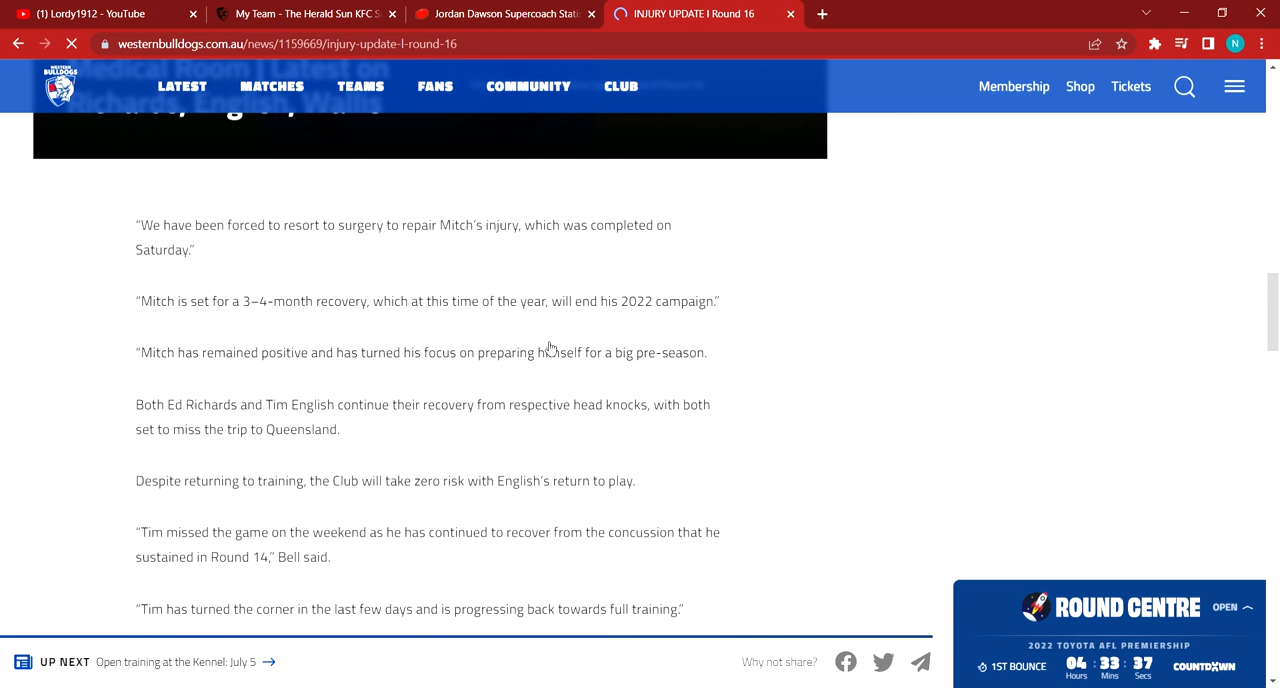 (1) Lordy1912 - YouTube
My Team - The Herald Sun KFC S
Jordan Dawson Supercoach Stati
INJURY UPDATE I Round 16
westernbulldogs.com.au/news/1159669/injury-update-l-round-16
N
WESTERN BULLDOGS
LATEST
MATCHES
TEAMS
FANS
COMMUNITY
CLUB
Membership
Shop
Tickets
Medical Room | Latest on
Richards, English, Wallis
“We have been forced to resort to surgery to repair Mitch’s injury, which was completed on
Saturday.”
“Mitch is set for a 3–4-month recovery, which at this time of the year, will end his 2022 campaign.”
“Mitch has remained positive and has turned his focus on preparing himself for a big pre-season.
Both Ed Richards and Tim English continue their recovery from respective head knocks, with both
set to miss the trip to Queensland.
Despite returning to training, the Club will take zero risk with English’s return to play.
“Tim missed the game on the weekend as he has continued to recover from the concussion that he
sustained in Round 14,” Bell said.
“Tim has turned the corner in the last few days and is progressing back towards full training.”
UP NEXT Open training at the Kennel: July 5
Why not share?
ROUND CENTRE
OPEN
2022 TOYOTA AFL PREMIERSHIP
1ST BOUNCE
04 : 33 : 37
Hours Mins Secs
COUNTDOWN